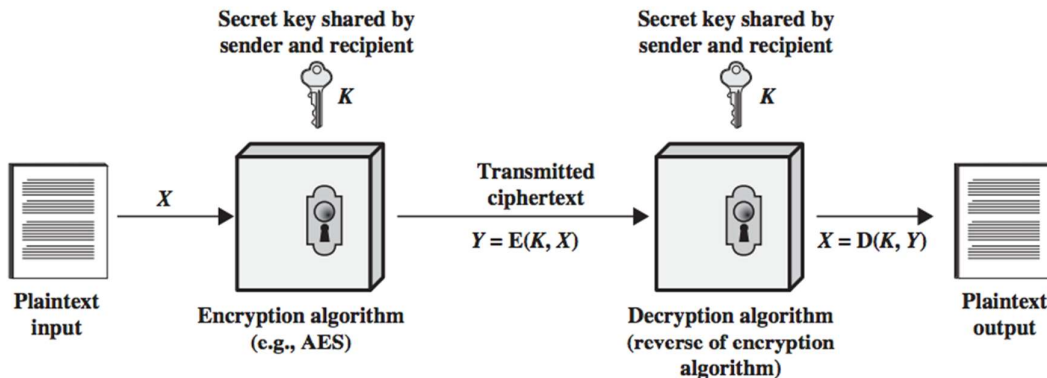 Secret key shared by
sender and recipient
K
Secret key shared by
sender and recipient
K
X
Transmitted
ciphertext
Y = E(K, X)
X = D(K, Y)
Plaintext
input
Encryption algorithm
(e.g., AES)
Decryption algorithm
(reverse of encryption
algorithm)
Plaintext
output